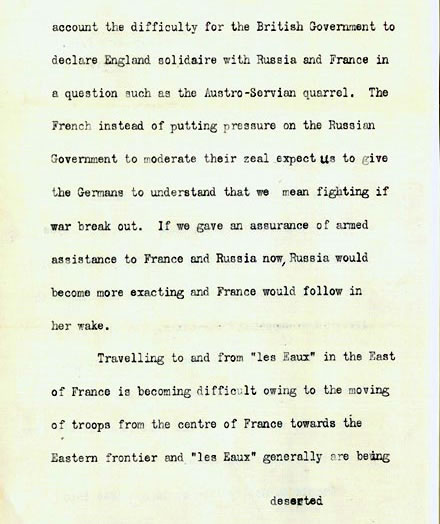 account the difficulty for the British Government to
declare England solidaire with Russia and France in
a question such as the Austro-Servian quarrel. The
French instead of putting pressure on the Russian
Government to moderate their zeal expect us to give
the Germans to understand that we mean fighting if
war break out. If we gave an assurance of armed
assistance to France and Russia now, Russia would
become more exacting and France would follow in
her wake.
Travelling to and from "les Eaux" in the East
of France is becoming difficult owing to the moving
of troops from the centre of France towards the
Eastern frontier and "les Eaux" generally are being
deserted